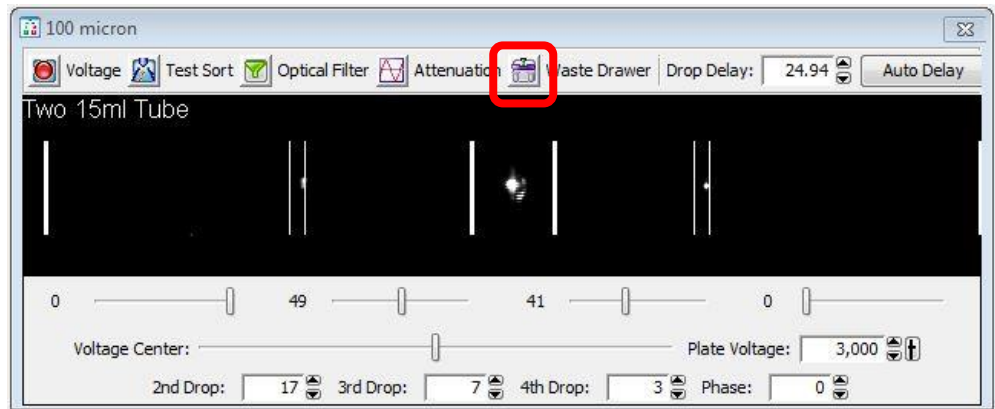 100 micron
Voltage Test Sort Optical Filter Attenuation Waste Drawer Drop Delay: 24.94 Auto Delay
Two 15ml Tube
0 49 41 0
Voltage Center: Plate Voltage: 3,000
2nd Drop: 17 3rd Drop: 7 4th Drop: 3 Phase: 0